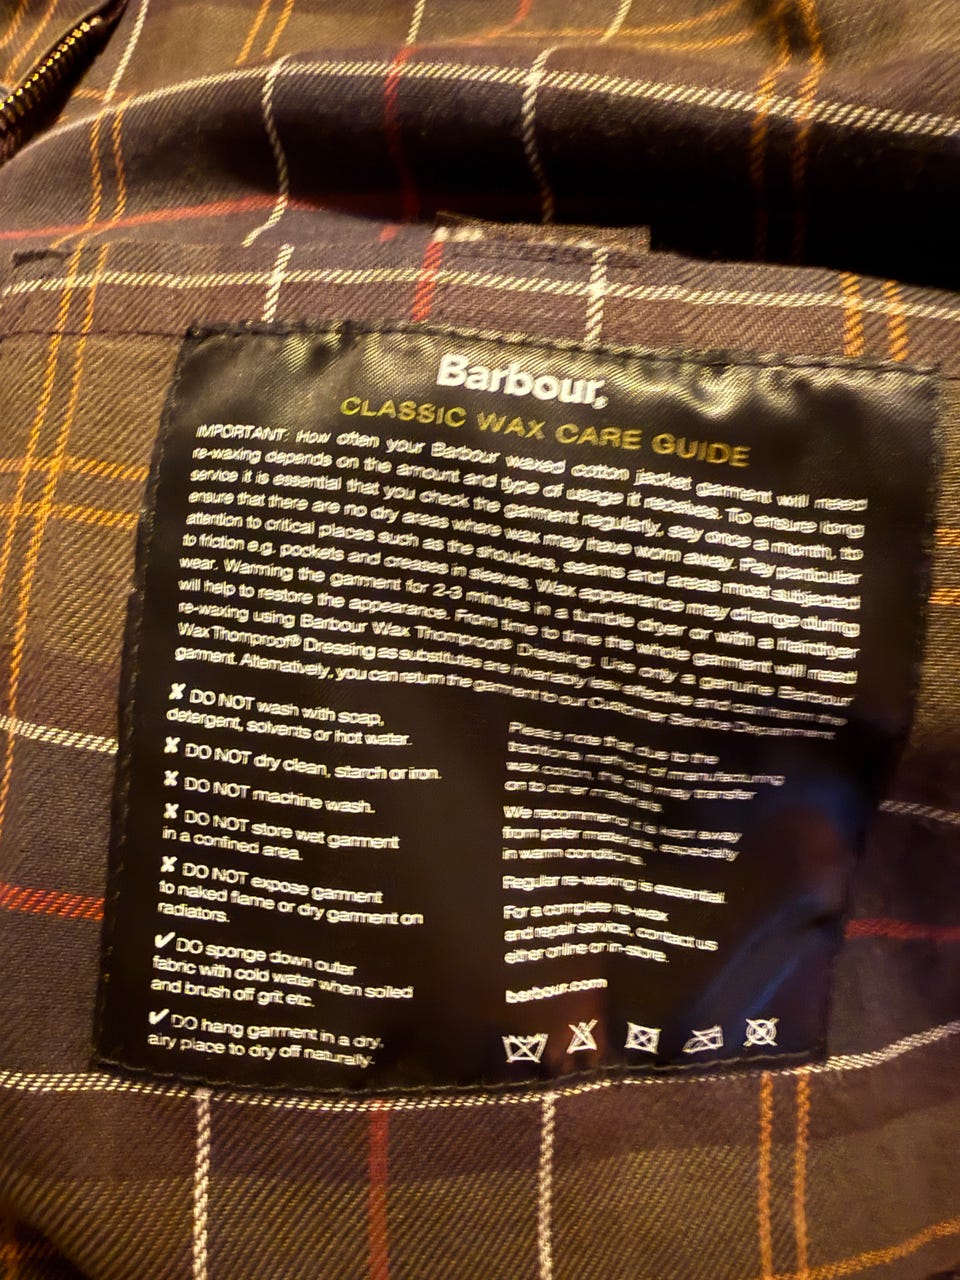 Barbour
CLASSIC WAX CARE GUIDE
IMPORTANT: How often your Barbour waxed cotton jacket garment will need
re-waxing depends on the amount and type of usage it receives. To ensure long
service it is essential that you check the garment regularly, say once a month, to
ensure that there are no dry areas where wax may have worn away. Pay particular
attention to critical places such as the shoulders, seams and areas most subjected
to friction e.g. pockets and creases in sleeves. Wax appearance may change during
wear. Warming the garment for 2-3 minutes in a tumble dryer or with a hairdryer
will help to restore the appearance. From time to time the whole garment will need
re-waxing using Barbour Wax Thornproof® Dressing. Use only a genuine Barbour
Wax Thornproof® Dressing as substitutes are invariably less effective and can harm the
garment. Alternatively, you can return the garment to our Customer Service Department
✘ DO NOT wash with soap,
detergent, solvents or hot water.
✘ DO NOT dry clean, starch or iron.
✘ DO NOT machine wash.
✘ DO NOT store wet garment
in a confined area.
✘ DO NOT expose garment
to naked flame or dry garment on
radiators.
✔ DO sponge down outer
fabric with cold water when soiled
and brush off grit etc.
✔ DO hang garment in a dry,
airy place to dry off naturally.
Please note that due to the
traditional method of manufacturing
wax cotton, the oils may transfer
on to other materials.
We recommend it is kept away
from paler materials, especially
in warm conditions.
Regular re-waxing is essential.
For a complete re-wax
and repair service, contact us
either online or in-store.
barbour.com